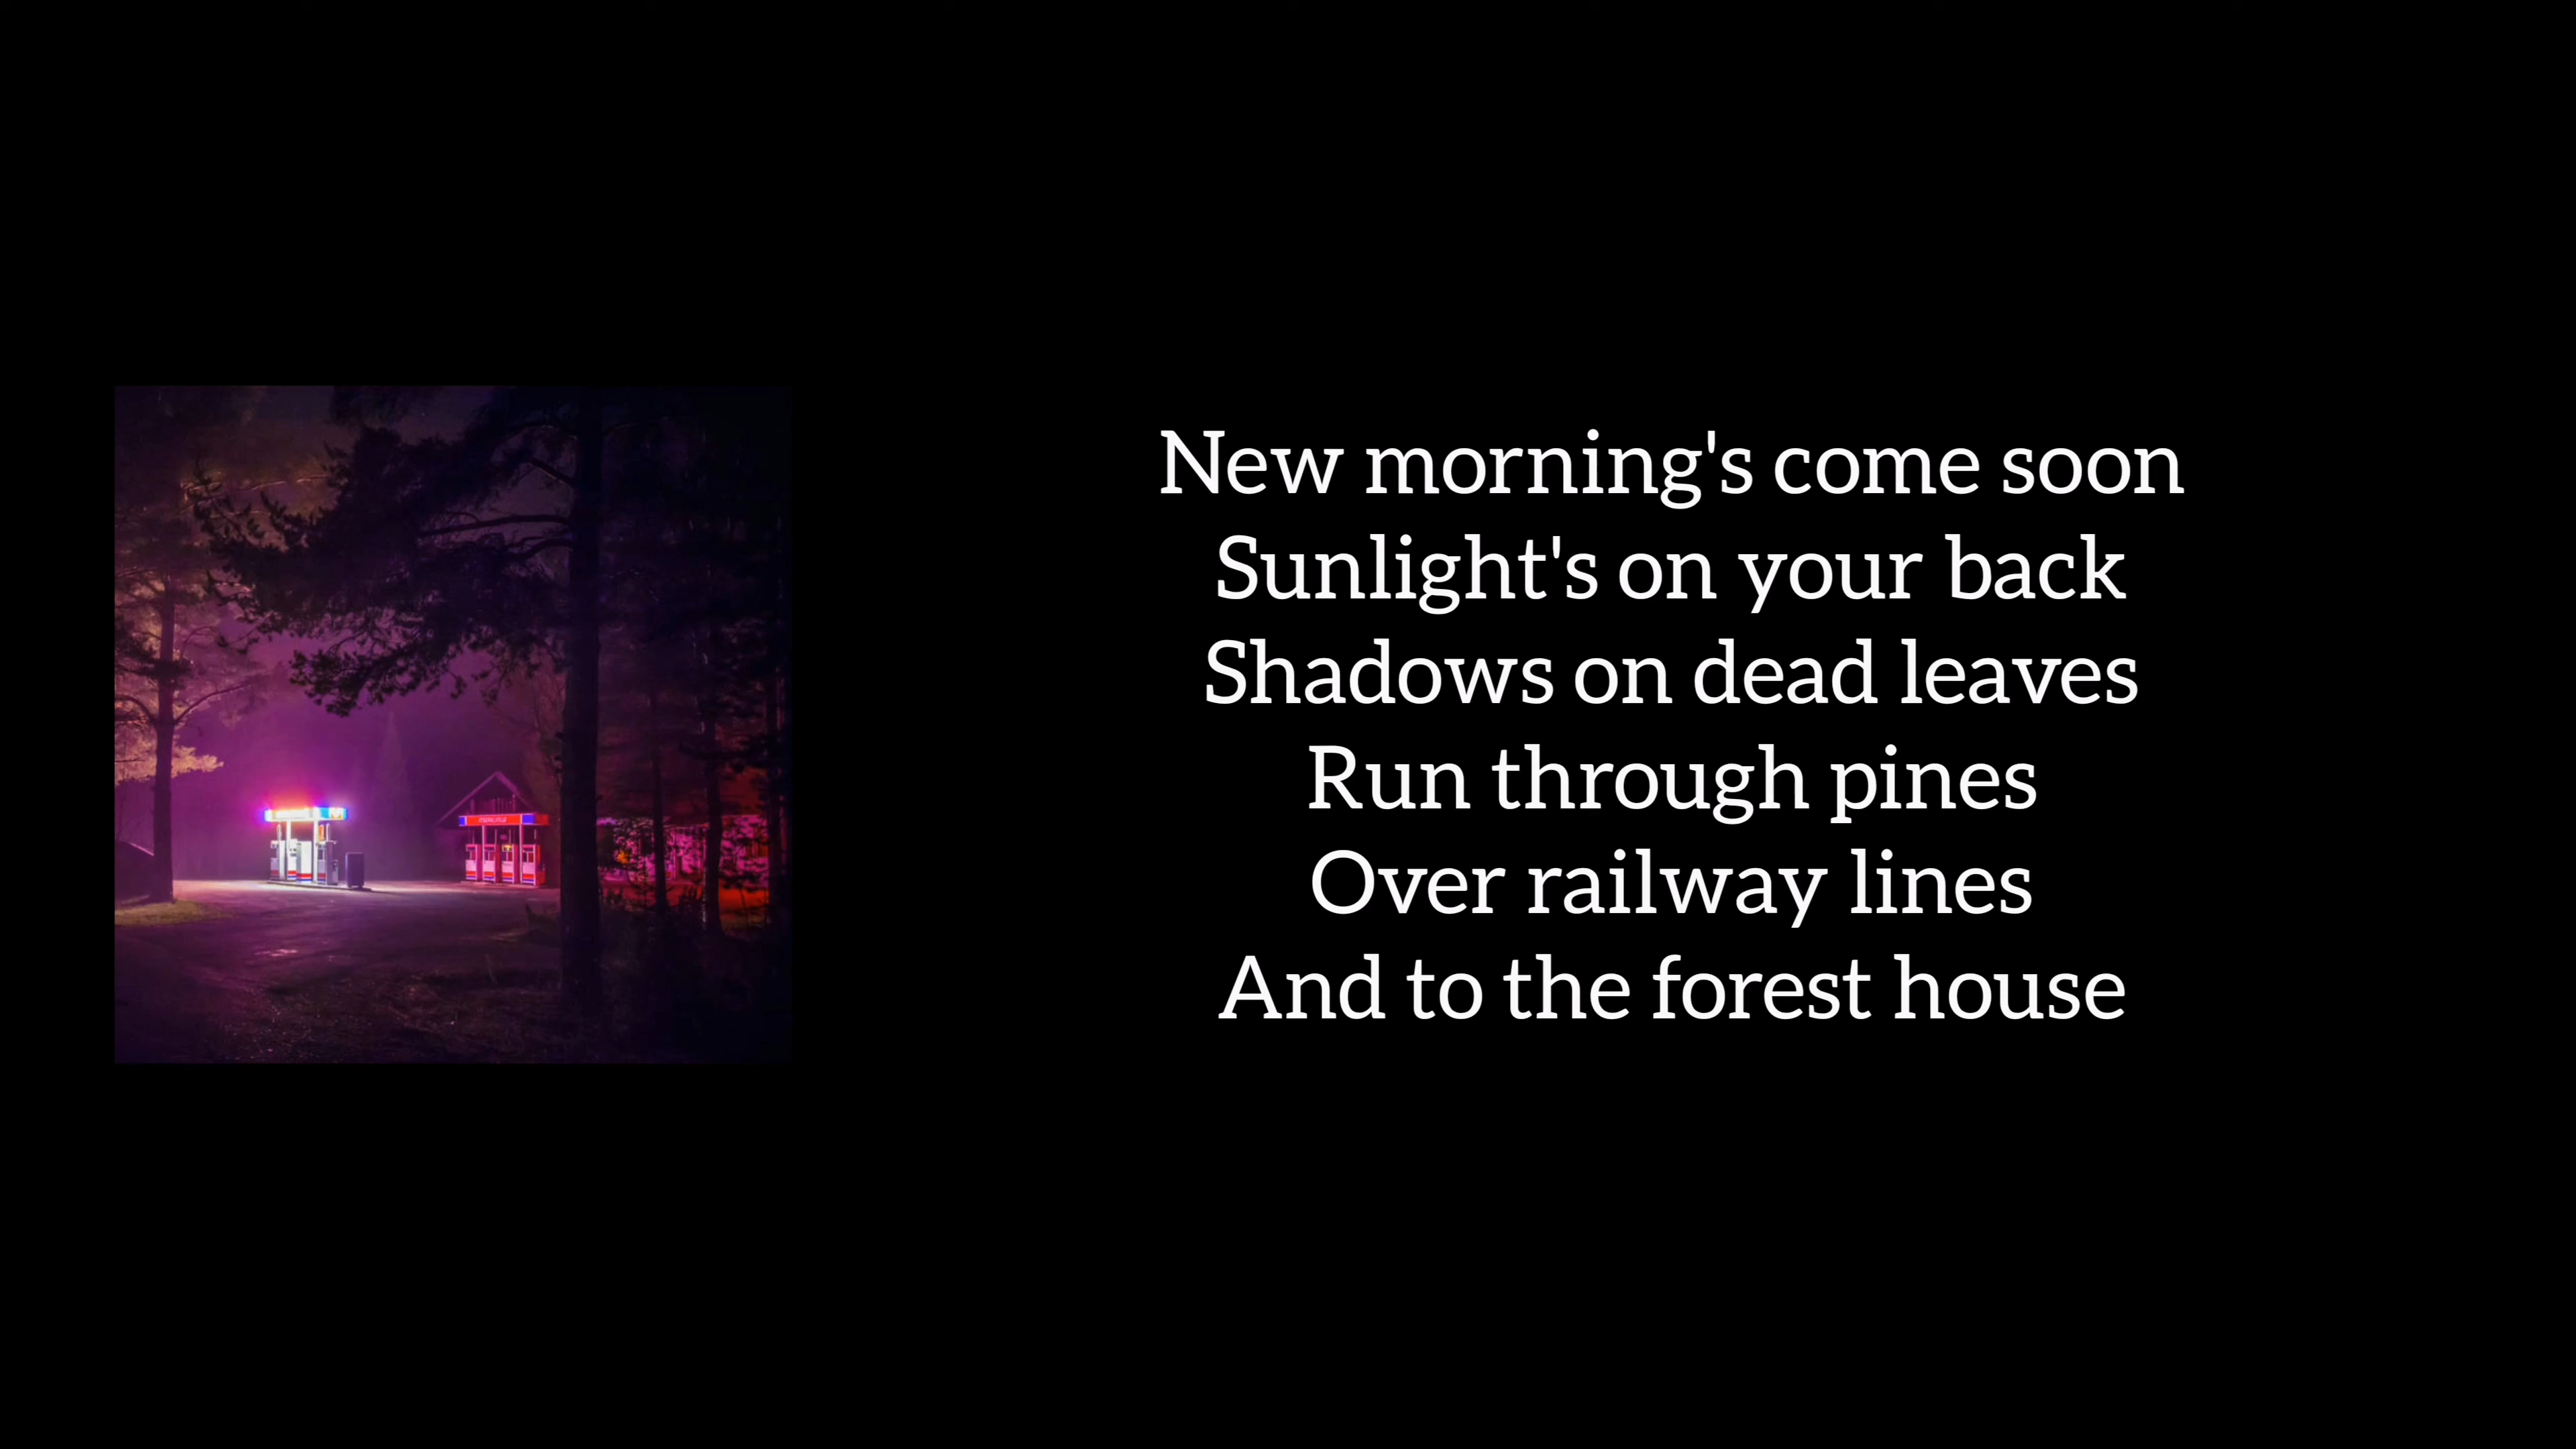 New morning's come soon
Sunlight's on your back
Shadows on dead leaves
Run through pines
Over railway lines
And to the forest house